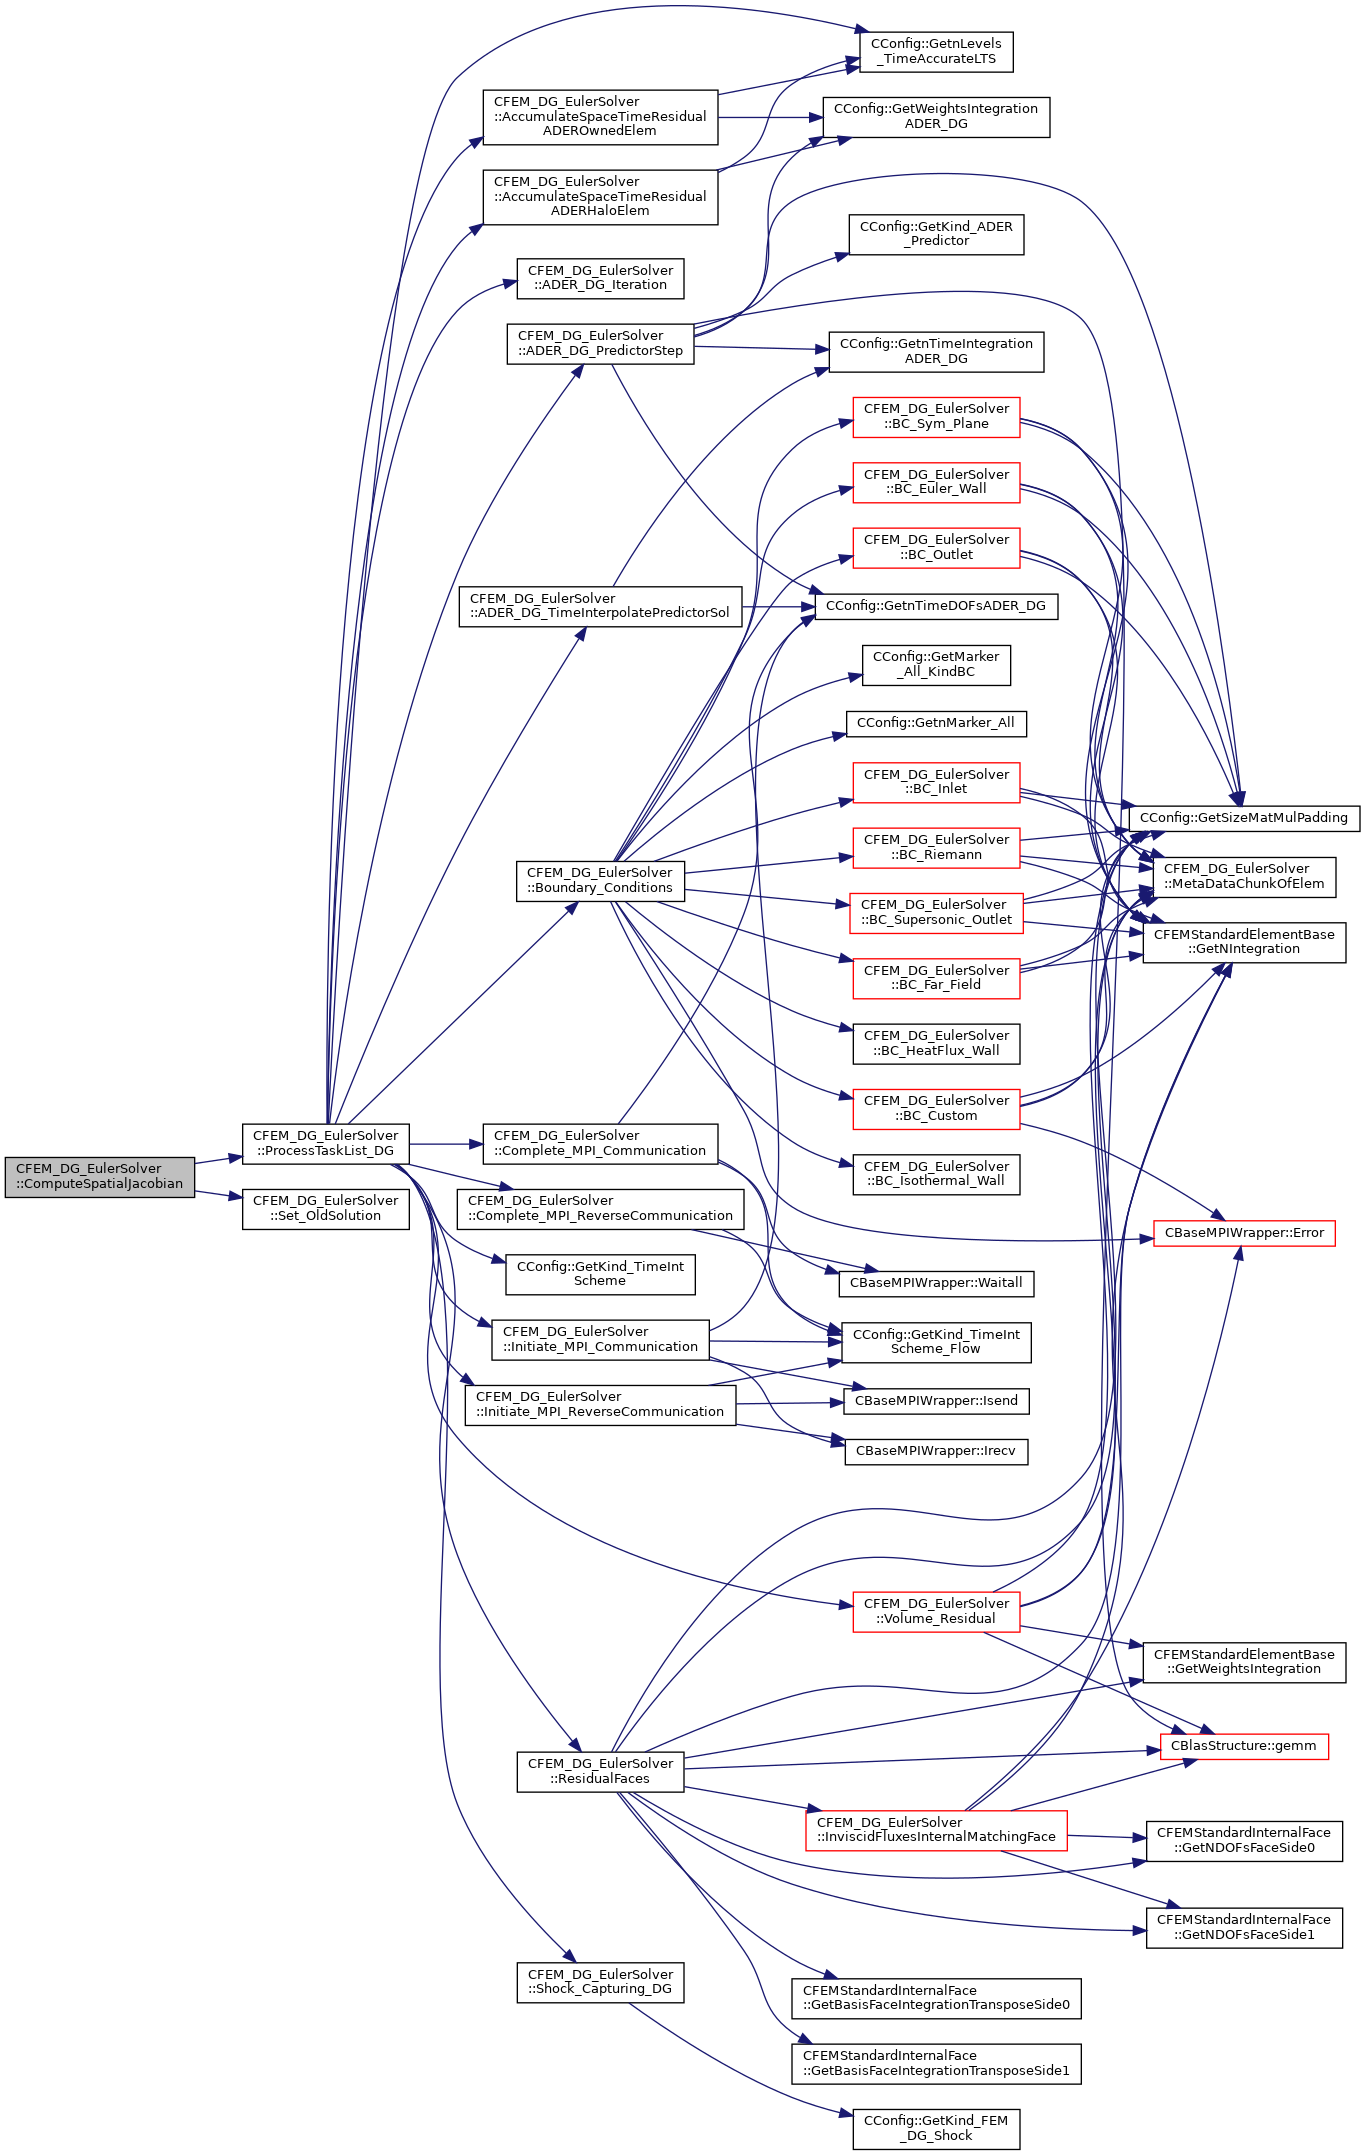 CConfig::GetnLevels
_TimeAccurateLTS
CFEM_DG_EulerSolver
::AccumulateSpaceTimeResidual
ADEROwnedElem
CConfig::GetWeightsIntegration
ADER_DG
CFEM_DG_EulerSolver
::AccumulateSpaceTimeResidual
ADERHaloElem
CConfig::GetKind_ADER
_Predictor
CFEM_DG_EulerSolver
::ADER_DG_Iteration
CFEM_DG_EulerSolver
::ADER_DG_PredictorStep
CConfig::GetnTimeIntegration
ADER_DG
CFEM_DG_EulerSolver
::BC_Sym_Plane
CFEM_DG_EulerSolver
::BC_Euler_Wall
CFEM_DG_EulerSolver
::BC_Outlet
CFEM_DG_EulerSolver
::ADER_DG_TimeInterpolatePredictorSol
CConfig::GetnTimeDOFsADER_DG
CConfig::GetMarker
_All_KindBC
CConfig::GetnMarker_All
CFEM_DG_EulerSolver
::BC_Inlet
CConfig::GetSizeMatMulPadding
CFEM_DG_EulerSolver
::BC_Riemann
CFEM_DG_EulerSolver
::MetaDataChunkOfElem
CFEM_DG_EulerSolver
::Boundary_Conditions
CFEM_DG_EulerSolver
::BC_Supersonic_Outlet
CFEMStandardElementBase
::GetNIntegration
CFEM_DG_EulerSolver
::BC_Far_Field
CFEM_DG_EulerSolver
::BC_HeatFlux_Wall
CFEM_DG_EulerSolver
::BC_Custom
CFEM_DG_EulerSolver
::ProcessTaskList_DG
CFEM_DG_EulerSolver
::Complete_MPI_Communication
CFEM_DG_EulerSolver
::BC_Isothermal_Wall
CFEM_DG_EulerSolver
::ComputeSpatialJacobian
CFEM_DG_EulerSolver
::Set_OldSolution
CFEM_DG_EulerSolver
::Complete_MPI_ReverseCommunication
CBaseMPIWrapper::Error
CConfig::GetKind_TimeInt
Scheme
CBaseMPIWrapper::Waitall
CFEM_DG_EulerSolver
::Initiate_MPI_Communication
CConfig::GetKind_TimeInt
Scheme_Flow
CFEM_DG_EulerSolver
::Initiate_MPI_ReverseCommunication
CBaseMPIWrapper::Isend
CBaseMPIWrapper::Irecv
CFEM_DG_EulerSolver
::Volume_Residual
CFEMStandardElementBase
::GetWeightsIntegration
CBlasStructure::gemm
CFEM_DG_EulerSolver
::ResidualFaces
CFEM_DG_EulerSolver
::InviscidFluxesInternalMatchingFace
CFEMStandardInternalFace
::GetNDOFsFaceSide0
CFEMStandardInternalFace
::GetNDOFsFaceSide1
CFEM_DG_EulerSolver
::Shock_Capturing_DG
CFEMStandardInternalFace
::GetBasisFaceIntegrationTransposeSide0
CFEMStandardInternalFace
::GetBasisFaceIntegrationTransposeSide1
CConfig::GetKind_FEM
_DG_Shock